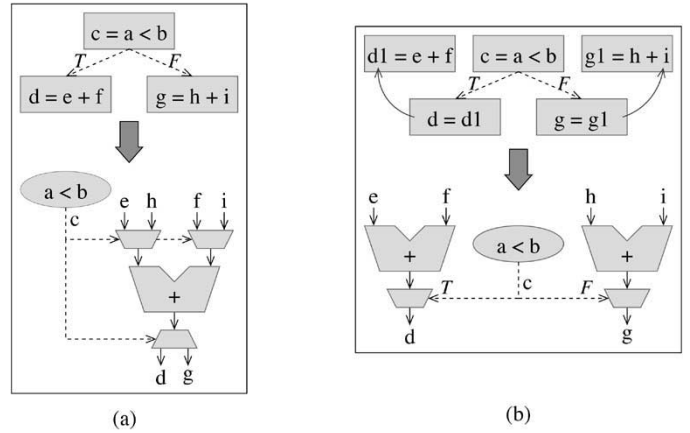 c = a < b
T F
d = e + f g = h + i
a < b
e h f i
c
+
d g
(a)
d1 = e + f c = a < b g1 = h + i
T F
d = d1 g = g1
e f h i
a < b
+ +
c
T F
d g
(b)